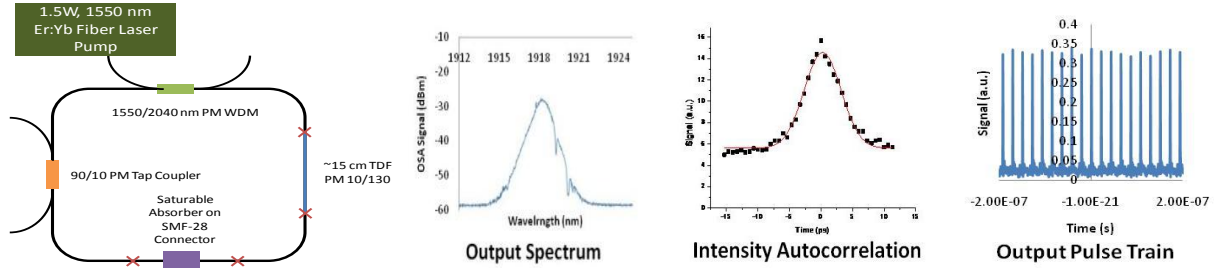 1.5W, 1550 nm
Er:Yb Fiber Laser
Pump
1550/2040 nm PM WDM
~15 cm TDF
PM 10/130
90/10 PM Tap Coupler
Saturable
Absorber on
SMF-28
Connector
-10
1912 1915 1918 1921 1924
-20
-30
-40
-50
-60
OSA Signal (dBm)
Wavelrngth (nm)
Output Spectrum
16
14
12
10
8
6
4
2
0
Signal (a.u.)
-15 -10 -5 0 5 10 15
Time (ps)
Intensity Autocorrelation
0.4
0.35
0.3
0.25
0.2
0.15
0.1
0.05
0
Signal (a.u.)
-2.00E-07 -1.00E-21 2.00E-07
Time (s)
Output Pulse Train